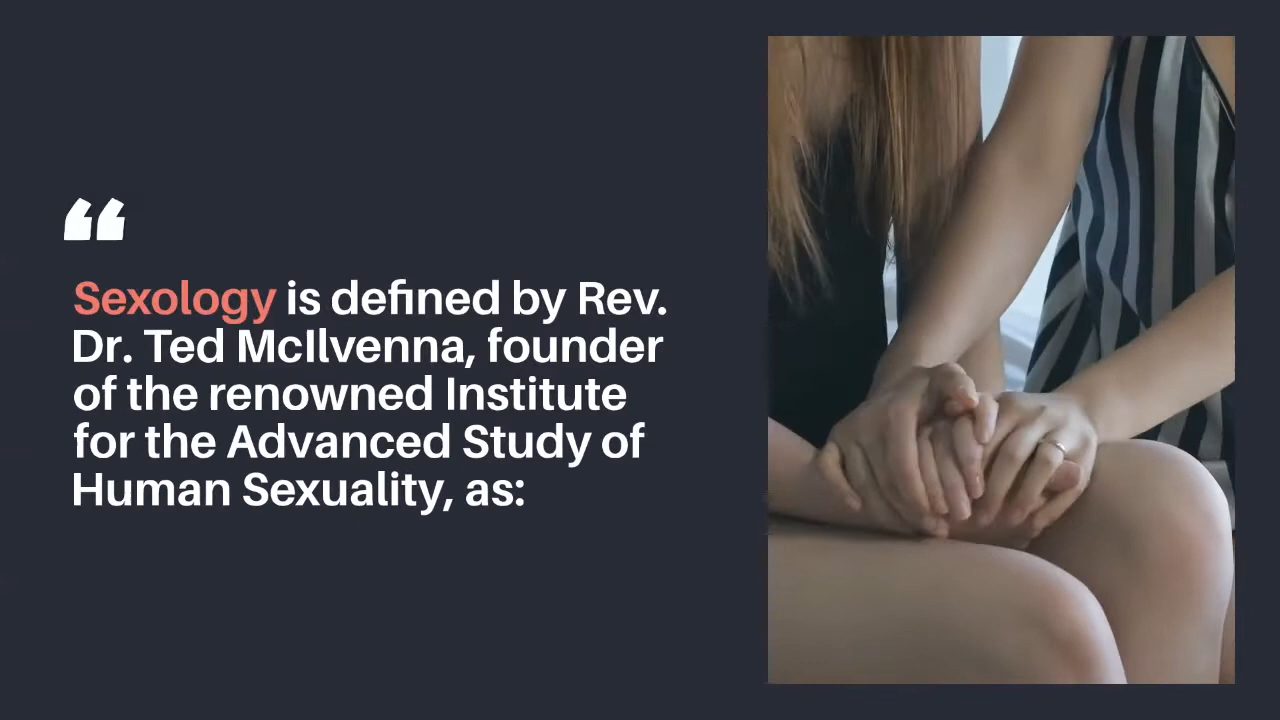 “
Sexology is defined by Rev.
Dr. Ted McIlvenna, founder
of the renowned Institute
for the Advanced Study of
Human Sexuality, as: